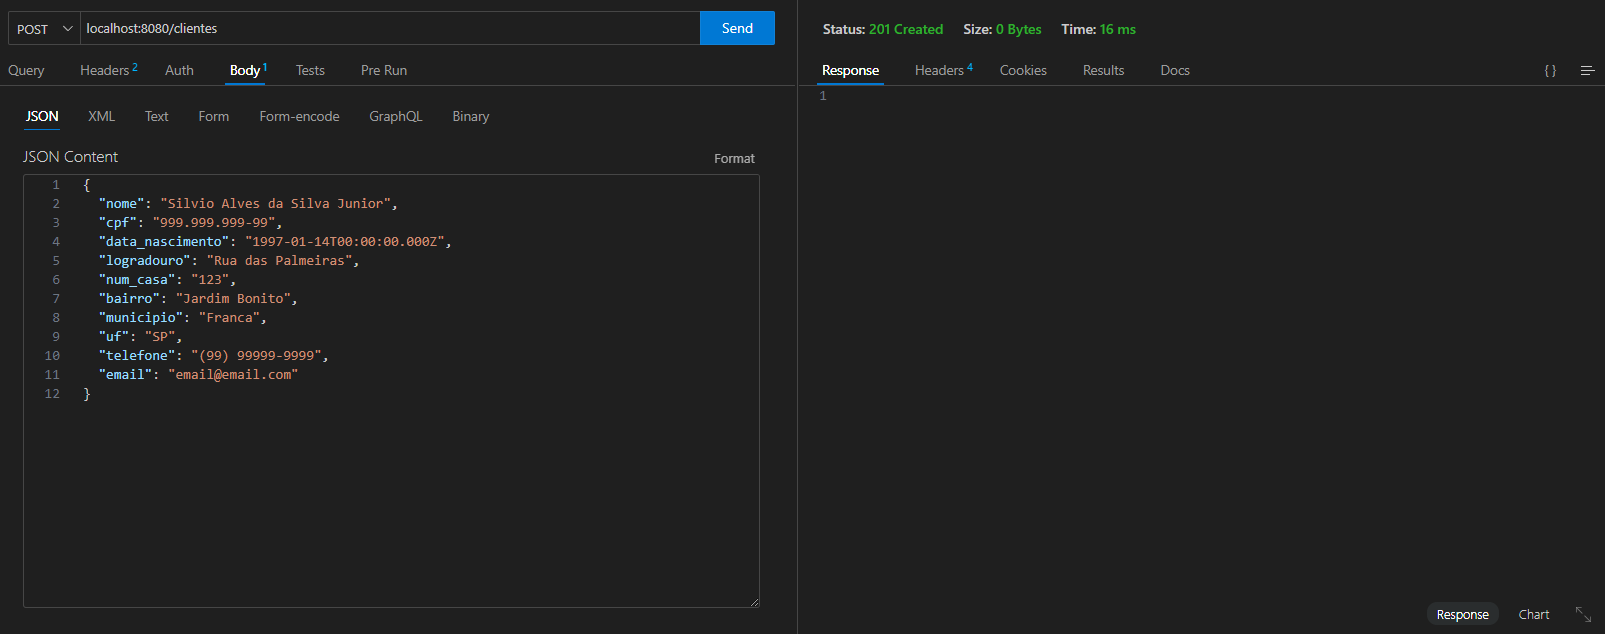 POST localhost:8080/clientes Send
Query Headers 2 Auth Body 1 Tests Pre Run
JSON XML Text Form Form-encode GraphQL Binary
JSON Content Format
1 {
2 "nome": "Silvio Alves da Silva Junior",
3 "cpf": "999.999.999-99",
4 "data_nascimento": "1997-01-14T00:00:00.000Z",
5 "logradouro": "Rua das Palmeiras",
6 "num_casa": "123",
7 "bairro": "Jardim Bonito",
8 "municipio": "Franca",
9 "uf": "SP",
10 "telefone": "(99) 99999-9999",
11 "email": "email@email.com"
12 }
Status: 201 Created Size: 0 Bytes Time: 16 ms
Response Headers 4 Cookies Results Docs { }
1
Response Chart